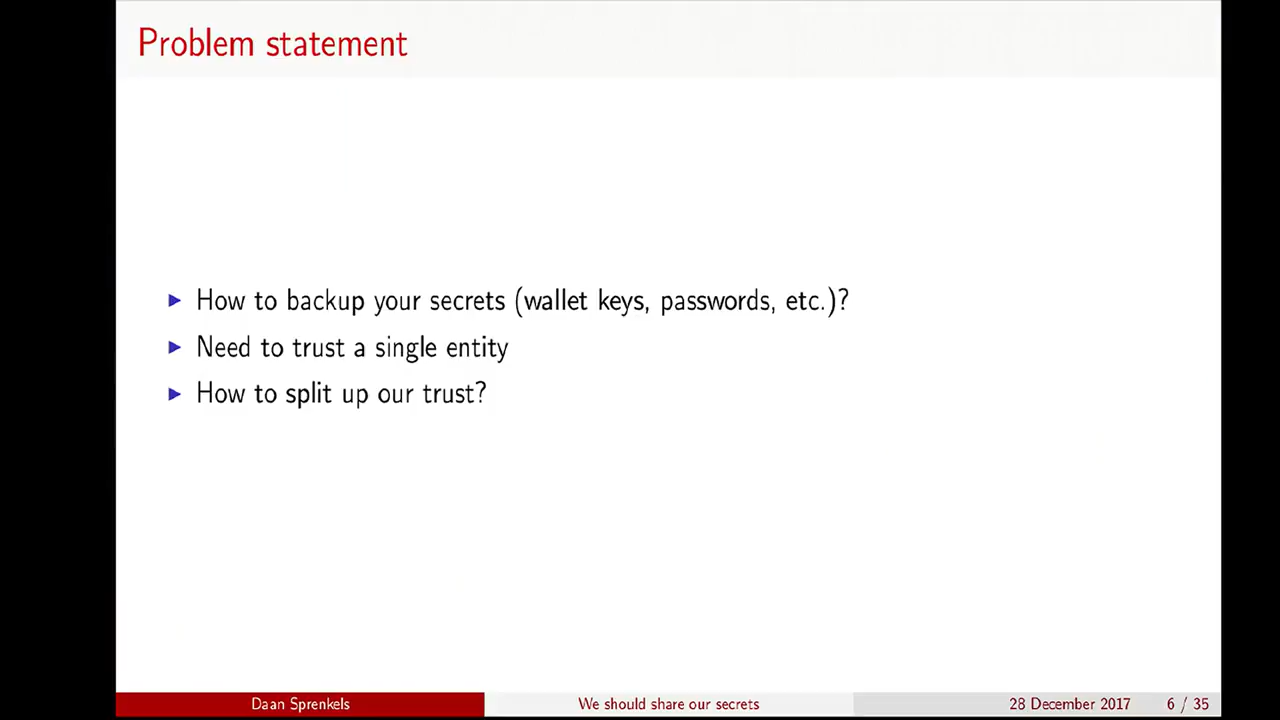 Problem statement
How to backup your secrets (wallet keys, passwords, etc.)?
Need to trust a single entity
How to split up our trust?
Daan Sprenkels We should share our secrets 28 December 2017 6 / 35